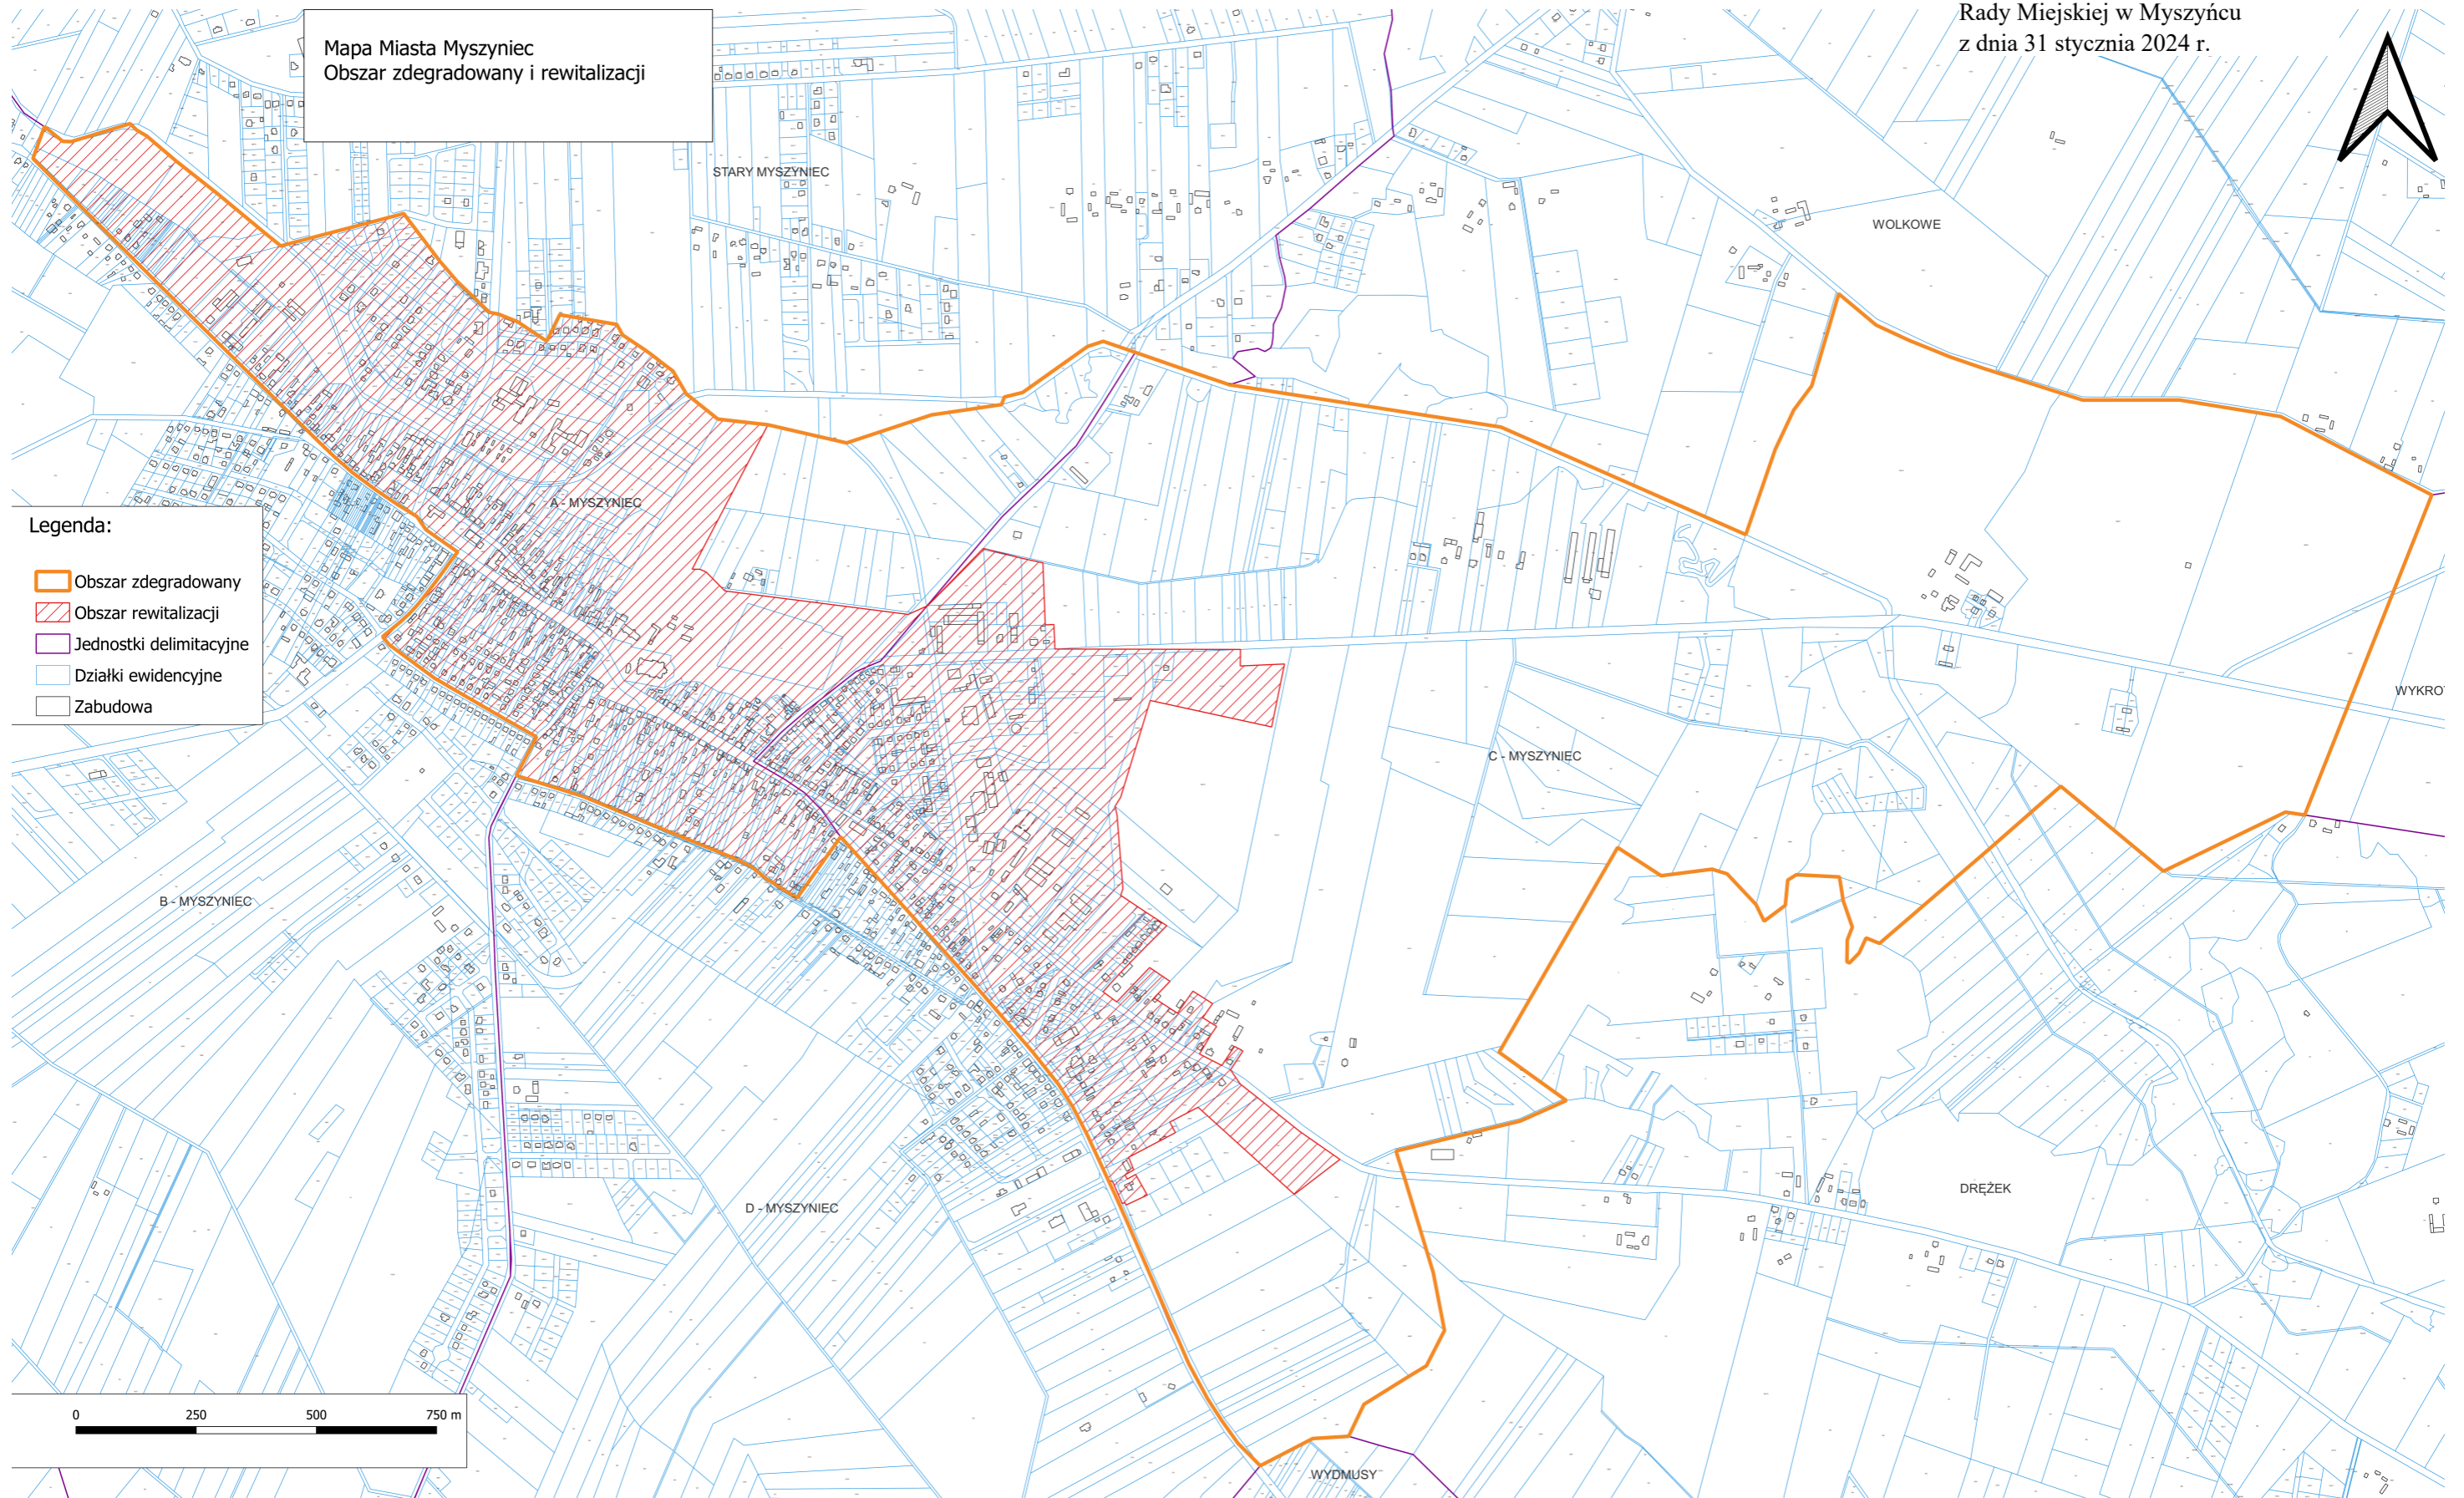 Rady Miejskiej w Myszyńcu
z dnia 31 stycznia 2024 r.
Mapa Miasta Myszyniec
Obszar zdegradowany i rewitalizacji
STARY MYSZYNIEC
WOLKOWE
A - MYSZYNIEC
Legenda:
Obszar zdegradowany
Obszar rewitalizacji
Jednostki delimitacyjne
Działki ewidencyjne
Zabudowa
WYKRO
C - MYSZYNIEC
B - MYSZYNIEC
D - MYSZYNIEC
DRĘŻEK
0 250 500 750 m
WYDMUSY